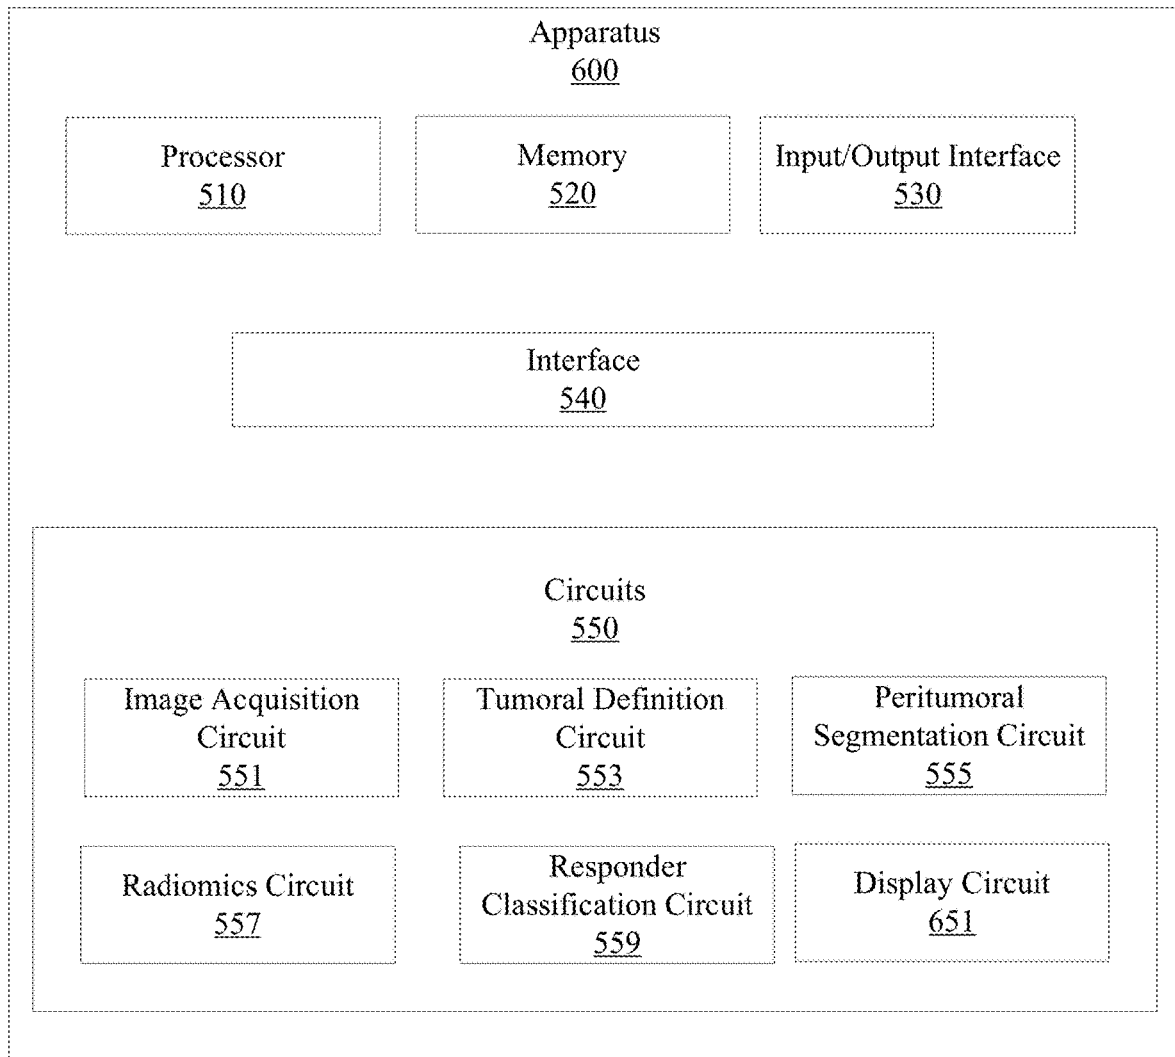 Apparatus
600
Processor
510
Memory
520
Input/Output Interface
530
Interface
540
Circuits
550
Image Acquisition
Circuit
551
Tumoral Definition
Circuit
553
Peritumoral
Segmentation Circuit
555
Radiomics Circuit
557
Responder
Classification Circuit
559
Display Circuit
651